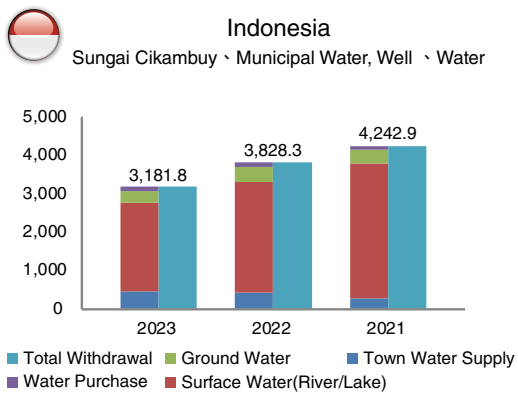 Indonesia
Sungai Cikambuy、Municipal Water, Well 、Water
5,000
4,000
3,000
2,000
1,000
0
3,181.8
3,828.3
4,242.9
2023 2022 2021
Total Withdrawal Ground Water Town Water Supply
Water Purchase Surface Water(River/Lake)